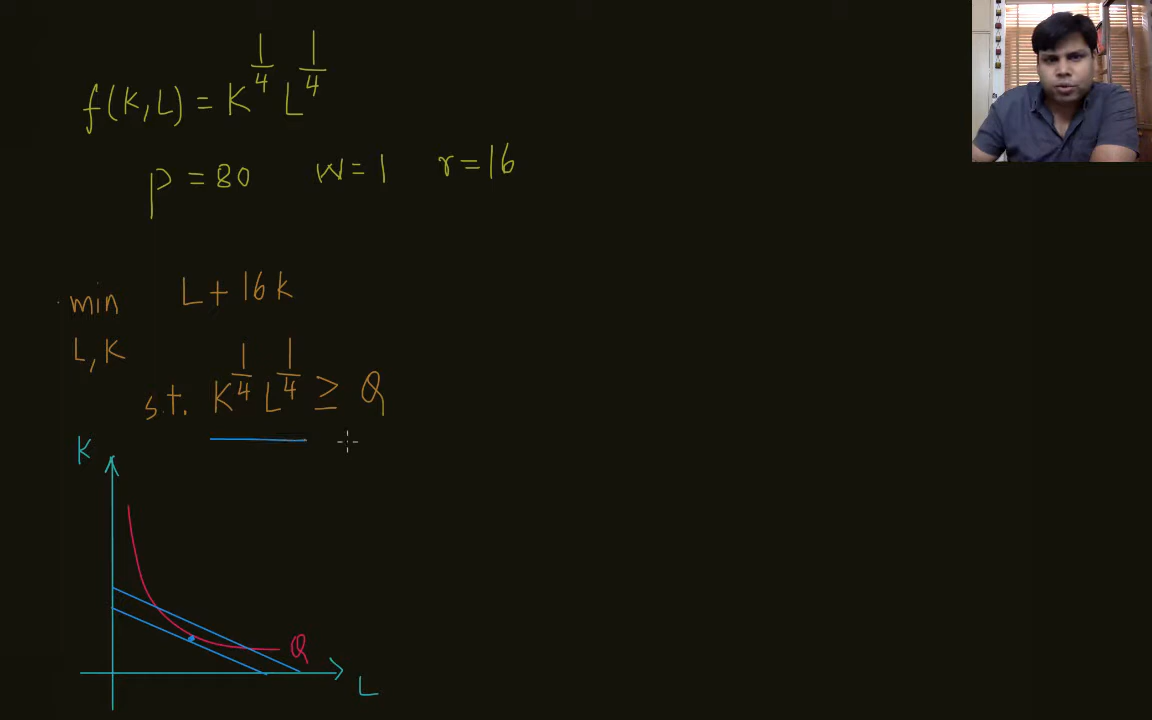 f(K,L) = K^{1/4} L^{1/4}
p = 80 w = 1 r = 16
min L + 16K
L, K
s.t. K^{1/4} L^{1/4} ≥ Q
K
Q
L